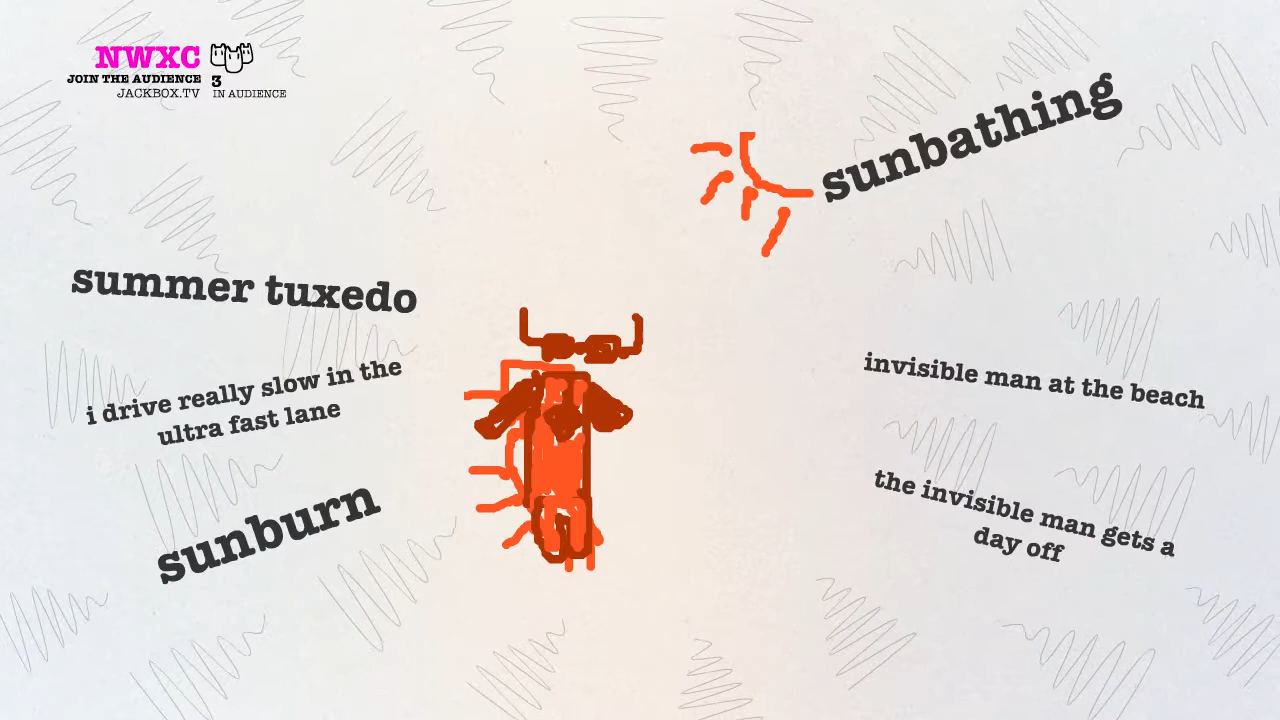 NWXC
JOIN THE AUDIENCE
JACKBOX.TV
3
IN AUDIENCE
sunbathing
summer tuxedo
i drive really slow in the
ultra fast lane
sunburn
invisible man at the beach
the invisible man gets a
day off